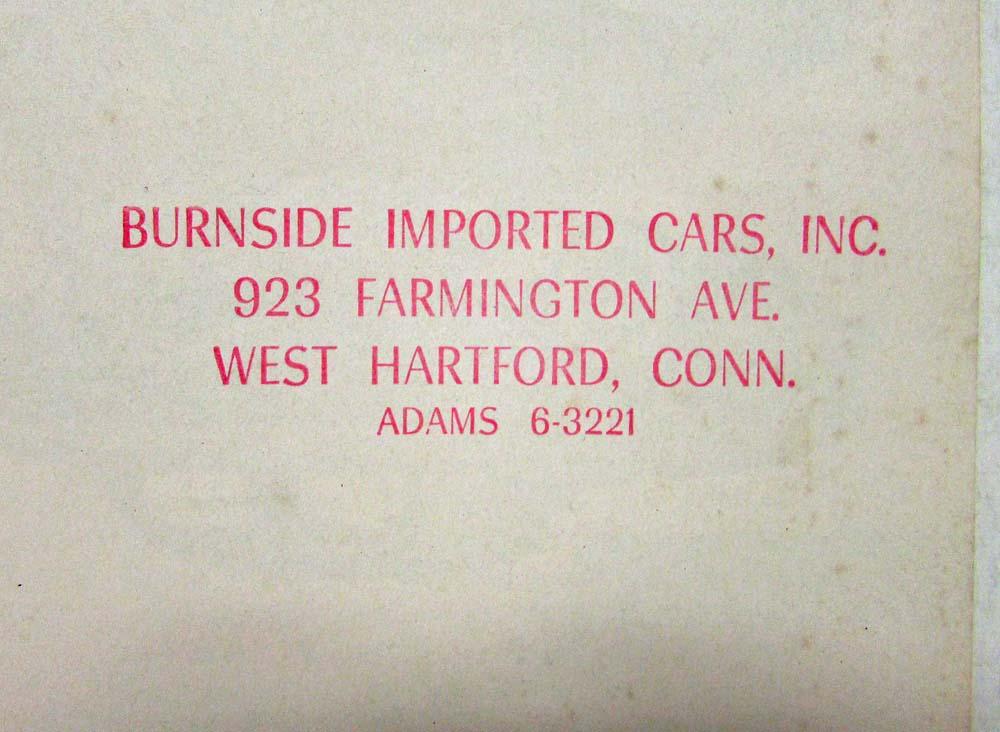 BURNSIDE IMPORTED CARS, INC.
923 FARMINGTON AVE.
WEST HARTFORD, CONN.
ADAMS 6-3221